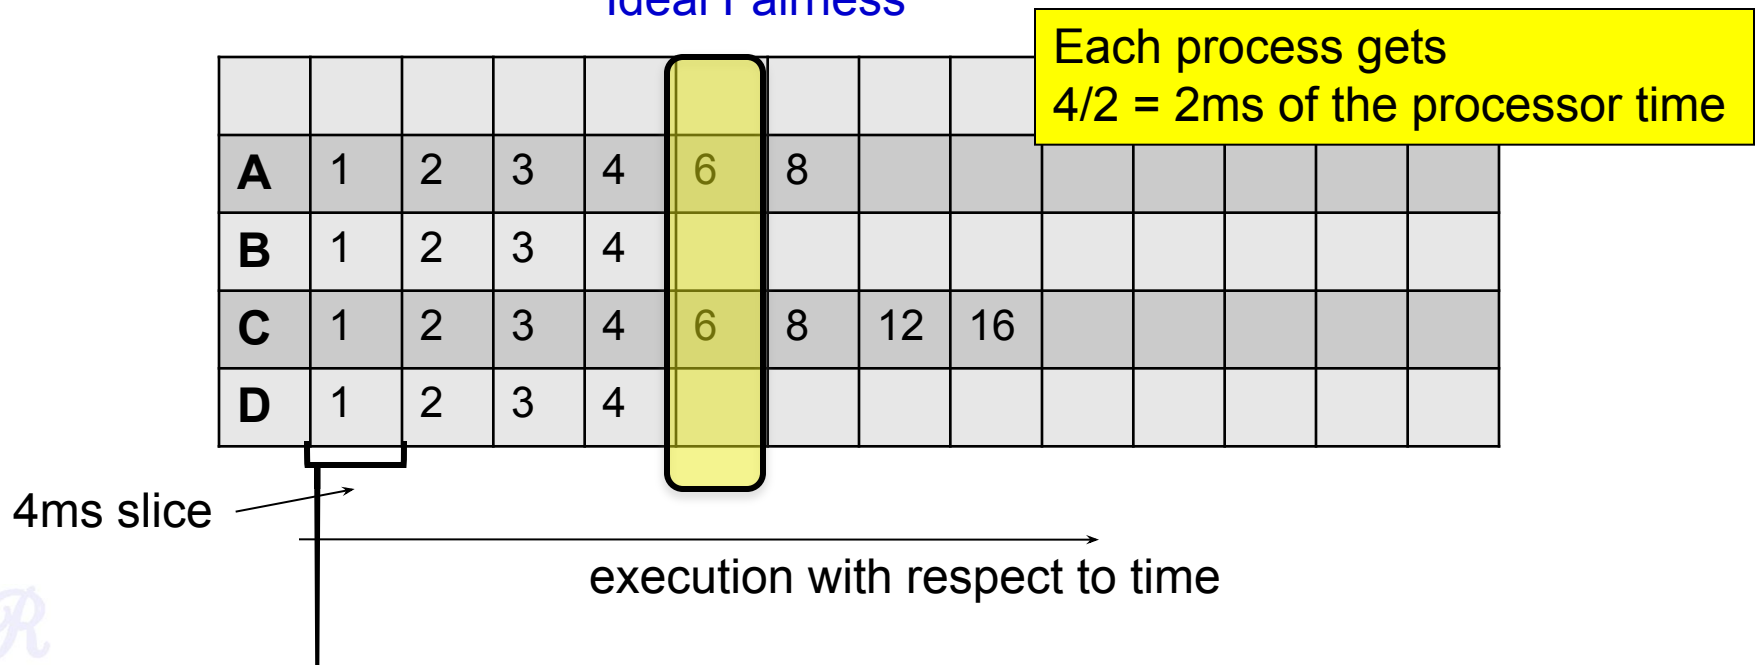 Ideal Fairness
Each process gets
4/2 = 2ms of the processor time
A 1 2 3 4 6 8
B 1 2 3 4
C 1 2 3 4 6 8 12 16
D 1 2 3 4
4ms slice
execution with respect to time
R